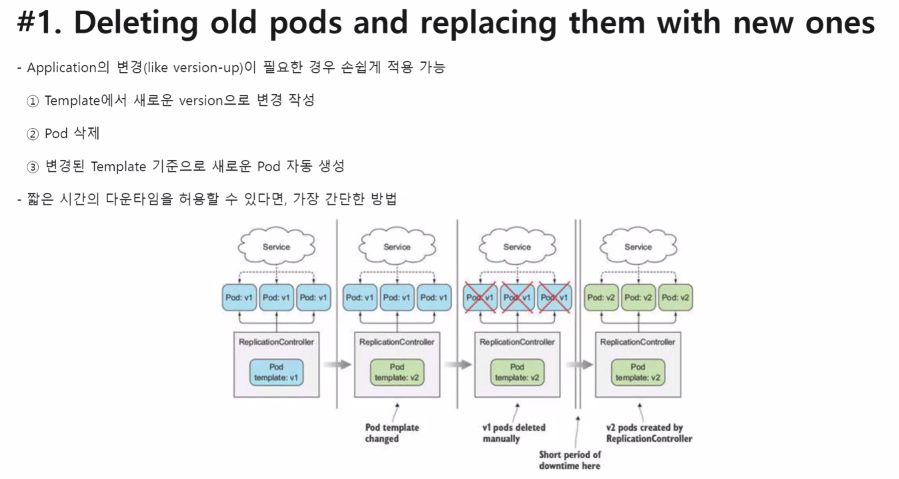 #1. Deleting old pods and replacing them with new ones
- Application의 변경(like version-up)이 필요한 경우 손쉽게 적용 가능
① Template에서 새로운 version으로 변경 작성
② Pod 삭제
③ 변경된 Template 기준으로 새로운 Pod 자동 생성
- 짧은 시간의 다운타임을 허용할 수 있다면, 가장 간단한 방법
Service
Pod: v1
Pod: v1
Pod: v1
ReplicationController
Pod
template: v1
Service
Pod: v1
Pod: v1
Pod: v1
ReplicationController
Pod
template: v2
Pod template
changed
Service
Pod: v1
Pod: v1
Pod: v1
ReplicationController
Pod
template: v2
v1 pods deleted
manually
Short period of
downtime here
Service
Pod: v2
Pod: v2
Pod: v2
ReplicationController
Pod
template: v2
v2 pods created by
ReplicationController